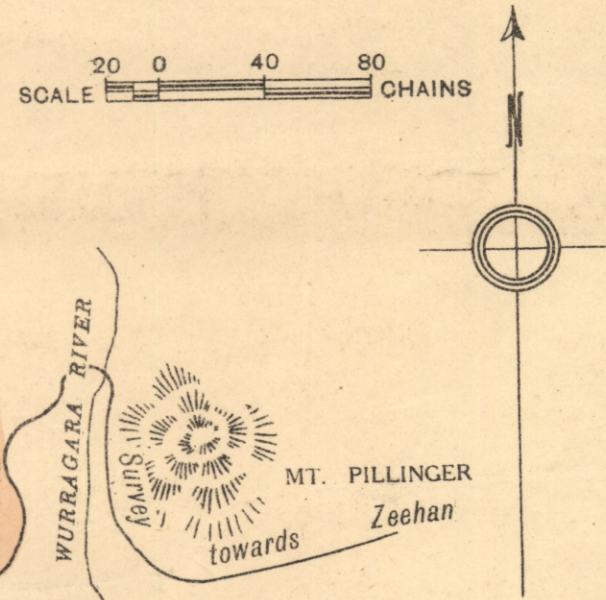 20 0 40 80
SCALE CHAINS
N
WURRAGARA RIVER
MT. PILLINGER
Survey towards Zeehan